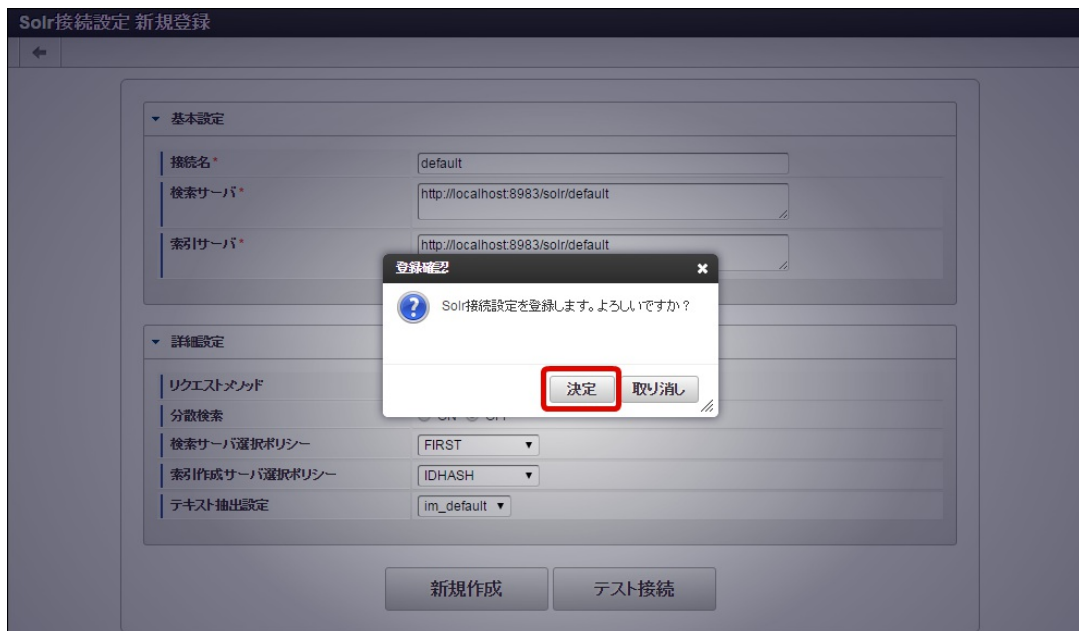 Solr接続設定 新規登録
基本設定
接続名*
default
検索サーバ*
http://localhost:8983/solr/default
索引サーバ*
http://localhost:8983/solr/default
登録確認
Solr接続設定を登録します。よろしいですか?
決定
取り消し
詳細設定
リクエストメソッド
分散検索
ON OFF
検索サーバ選択ポリシー
FIRST
索引作成サーバ選択ポリシー
IDHASH
テキスト抽出設定
im_default
新規作成
テスト接続